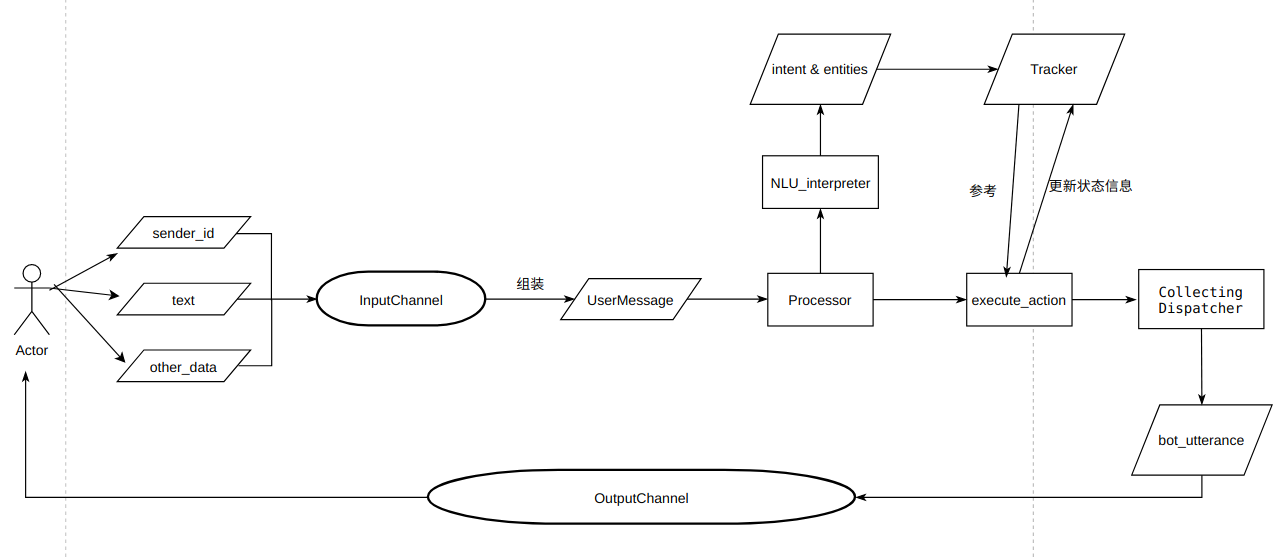 intent & entities
Tracker
NLU_interpreter
参考
更新状态信息
sender_id
text
other_data
Actor
InputChannel
组装
UserMessage
Processor
execute_action
Collecting
Dispatcher
bot_utterance
OutputChannel